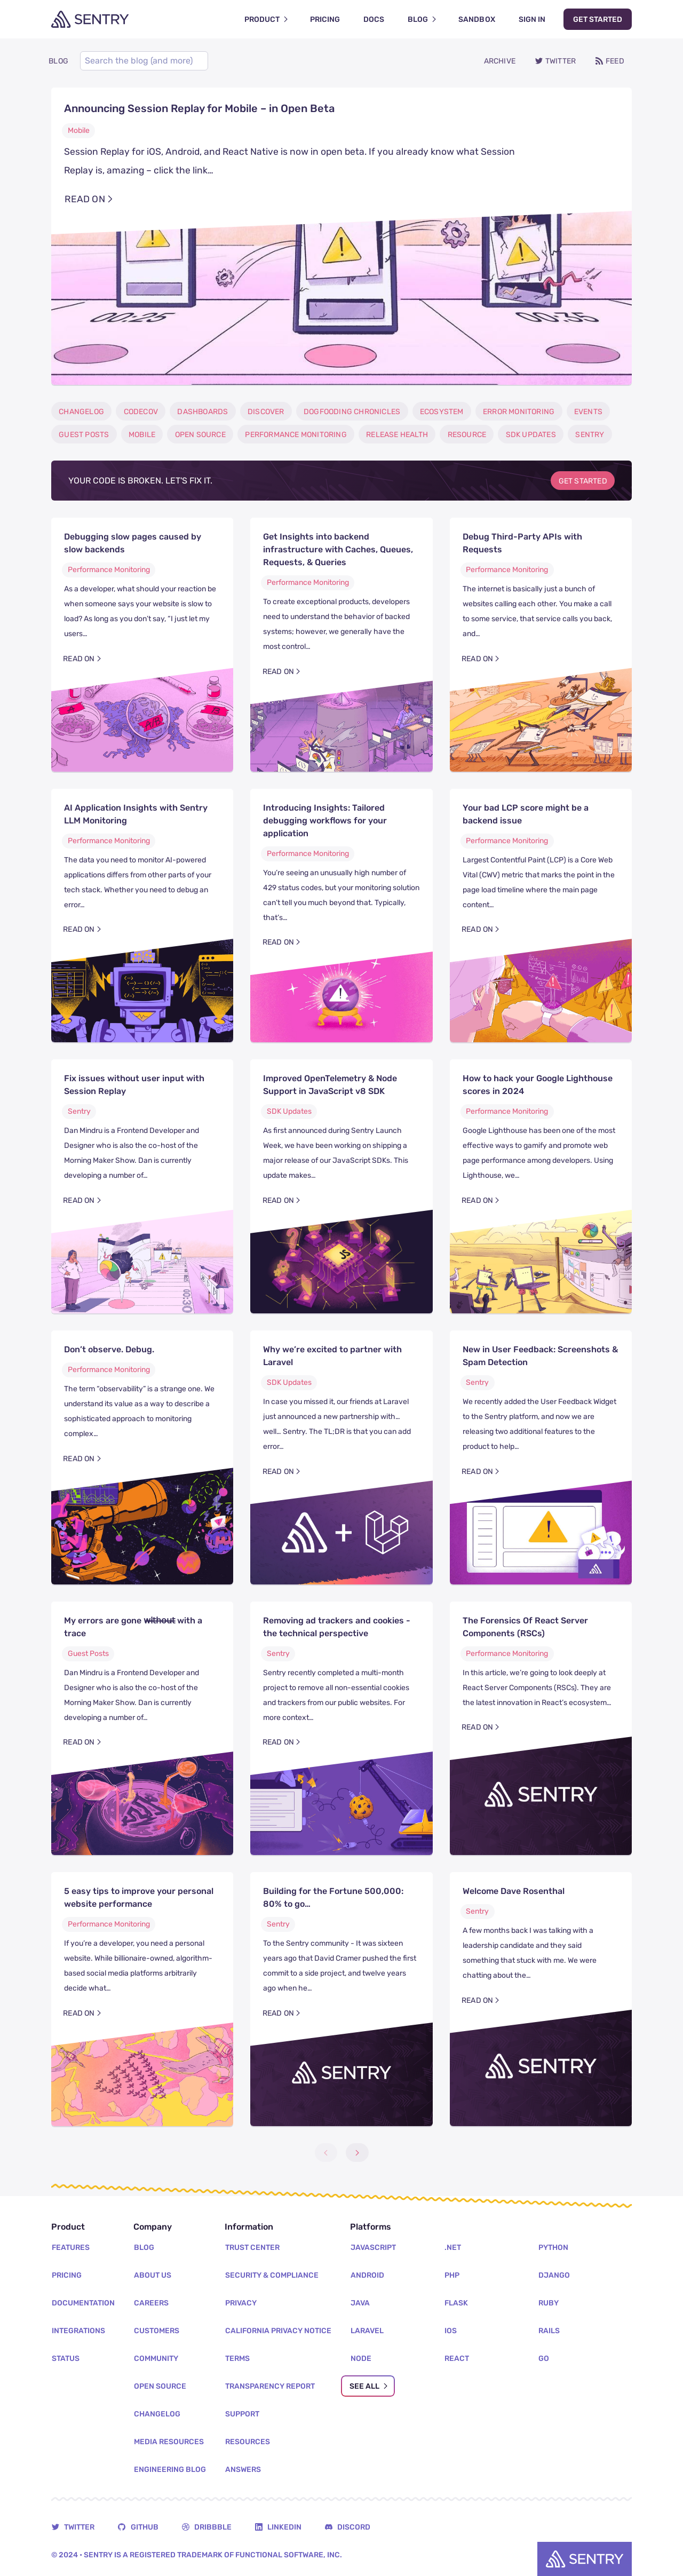 SENTRY
PRODUCT
PRICING
DOCS
BLOG
SANDBOX
SIGN IN
GET STARTED
BLOG
Search the blog (and more)
ARCHIVE
TWITTER
FEED
Announcing Session Replay for Mobile – in Open Beta
Mobile
Session Replay for iOS, Android, and React Native is now in open beta. If you already know what Session
Replay is, amazing – click the link…
READ ON
00:25
00:35
CHANGELOG
CODECOV
DASHBOARDS
DISCOVER
DOGFOODING CHRONICLES
ECOSYSTEM
ERROR MONITORING
EVENTS
GUEST POSTS
MOBILE
OPEN SOURCE
PERFORMANCE MONITORING
RELEASE HEALTH
RESOURCE
SDK UPDATES
SENTRY
YOUR CODE IS BROKEN. LET'S FIX IT.
GET STARTED
Debugging slow pages caused by
slow backends
Performance Monitoring
As a developer, what should your reaction be
when someone says your website is slow to
load? As long as you don't say, "I just let my
users…
READ ON
Get Insights into backend
infrastructure with Caches, Queues,
Requests, & Queries
Performance Monitoring
To create exceptional products, developers
need to understand the behavior of backed
systems; however, we generally have the
most control…
READ ON
Debug Third-Party APIs with
Requests
Performance Monitoring
The internet is basically just a bunch of
websites calling each other. You make a call
to some service, that service calls you back,
and…
READ ON
AI Application Insights with Sentry
LLM Monitoring
Performance Monitoring
The data you need to monitor AI-powered
applications differs from other parts of your
tech stack. Whether you need to debug an
error…
READ ON
Introducing Insights: Tailored
debugging workflows for your
application
Performance Monitoring
You're seeing an unusually high number of
429 status codes, but your monitoring solution
can't tell you much beyond that. Typically,
that's…
READ ON
Your bad LCP score might be a
backend issue
Performance Monitoring
Largest Contentful Paint (LCP) is a Core Web
Vital (CWV) metric that marks the point in the
page load timeline where the main page
content…
READ ON
Fix issues without user input with
Session Replay
Sentry
Dan Mindru is a Frontend Developer and
Designer who is also the co-host of the
Morning Maker Show. Dan is currently
developing a number of…
READ ON
Improved OpenTelemetry & Node
Support in JavaScript v8 SDK
SDK Updates
As first announced during Sentry Launch
Week, we have been working on shipping a
major release of our JavaScript SDKs. This
update makes…
READ ON
How to hack your Google Lighthouse
scores in 2024
Performance Monitoring
Google Lighthouse has been one of the most
effective ways to gamify and promote web
page performance among developers. Using
Lighthouse, we…
READ ON
Don't observe. Debug.
Performance Monitoring
The term "observability" is a strange one. We
understand its value as a way to describe a
sophisticated approach to monitoring
complex…
READ ON
Why we're excited to partner with
Laravel
SDK Updates
In case you missed it, our friends at Laravel
just announced a new partnership with…
well… Sentry. The TL;DR is that you can add
error…
READ ON
New in User Feedback: Screenshots &
Spam Detection
Sentry
We recently added the User Feedback Widget
to the Sentry platform, and now we are
releasing two additional features to the
product to help…
READ ON
My errors are gone without with a
trace
Guest Posts
Dan Mindru is a Frontend Developer and
Designer who is also the co-host of the
Morning Maker Show. Dan is currently
developing a number of…
READ ON
Removing ad trackers and cookies -
the technical perspective
Sentry
Sentry recently completed a multi-month
project to remove all non-essential cookies
and trackers from our public websites. For
more context…
READ ON
The Forensics Of React Server
Components (RSCs)
Performance Monitoring
In this article, we're going to look deeply at
React Server Components (RSCs). They are
the latest innovation in React's ecosystem…
READ ON
SENTRY
5 easy tips to improve your personal
website performance
Performance Monitoring
If you're a developer, you need a personal
website. While billionaire-owned, algorithm-
based social media platforms arbitrarily
decide what…
READ ON
Building for the Fortune 500,000:
80% to go…
Sentry
To the Sentry community - It was sixteen
years ago that David Cramer pushed the first
commit to a side project, and twelve years
ago when he…
READ ON
SENTRY
Welcome Dave Rosenthal
Sentry
A few months back I was talking with a
leadership candidate and they said
something that stuck with me. We were
chatting about the…
READ ON
SENTRY
Product
FEATURES
PRICING
DOCUMENTATION
INTEGRATIONS
STATUS
Company
BLOG
ABOUT US
CAREERS
CUSTOMERS
COMMUNITY
OPEN SOURCE
CHANGELOG
MEDIA RESOURCES
ENGINEERING BLOG
Information
TRUST CENTER
SECURITY & COMPLIANCE
PRIVACY
CALIFORNIA PRIVACY NOTICE
TERMS
TRANSPARENCY REPORT
SUPPORT
RESOURCES
ANSWERS
Platforms
JAVASCRIPT
ANDROID
JAVA
LARAVEL
NODE
SEE ALL
.NET
PHP
FLASK
IOS
REACT
PYTHON
DJANGO
RUBY
RAILS
GO
TWITTER
GITHUB
DRIBBBLE
LINKEDIN
DISCORD
© 2024 • SENTRY IS A REGISTERED TRADEMARK OF FUNCTIONAL SOFTWARE, INC.
SENTRY